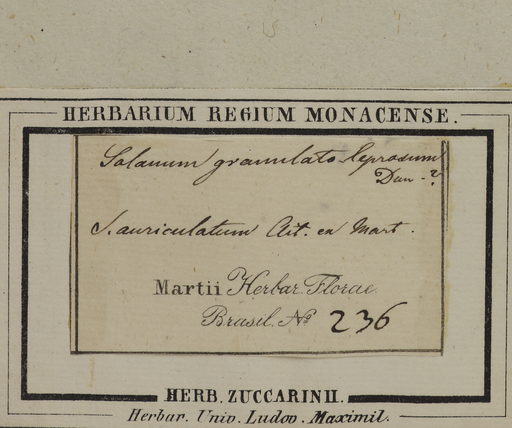 HERBARIUM REGIUM MONACENSE.
Solanum granulato leprosum
Dun - ?
S. auriculatum Ait. ex Mart.
Martii Herbar. Florae
Brasil. No 236
HERB. ZUCCARINII.
Herbar. Univ. Ludov. Maximil.